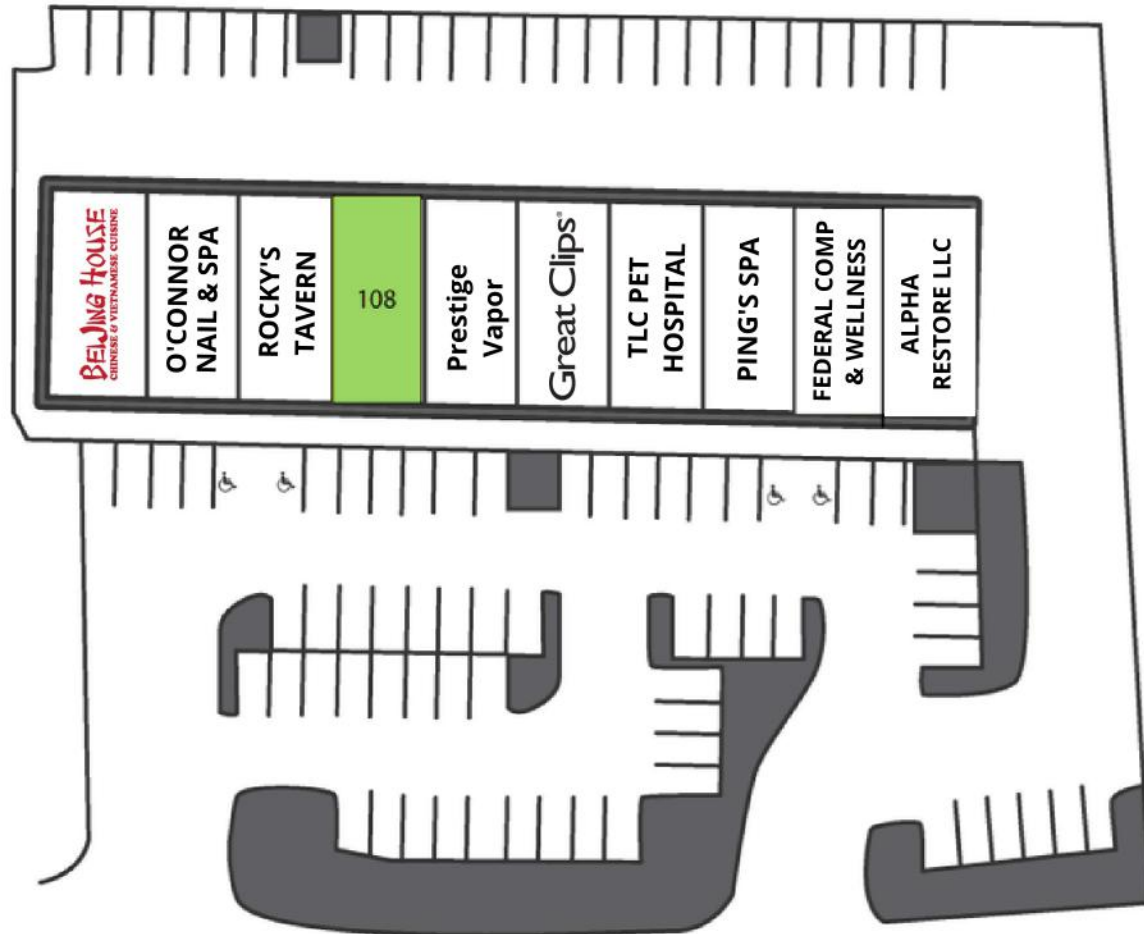 BEIJING HOUSE
CHINESE & VIETNAMESE CUISINE
O'CONNOR
NAIL & SPA
ROCKY'S
TAVERN
108
Prestige
Vapor
Great Clips®
TLC PET
HOSPITAL
PING'S SPA
FEDERAL COMP
& WELLNESS
ALPHA
RESTORE LLC